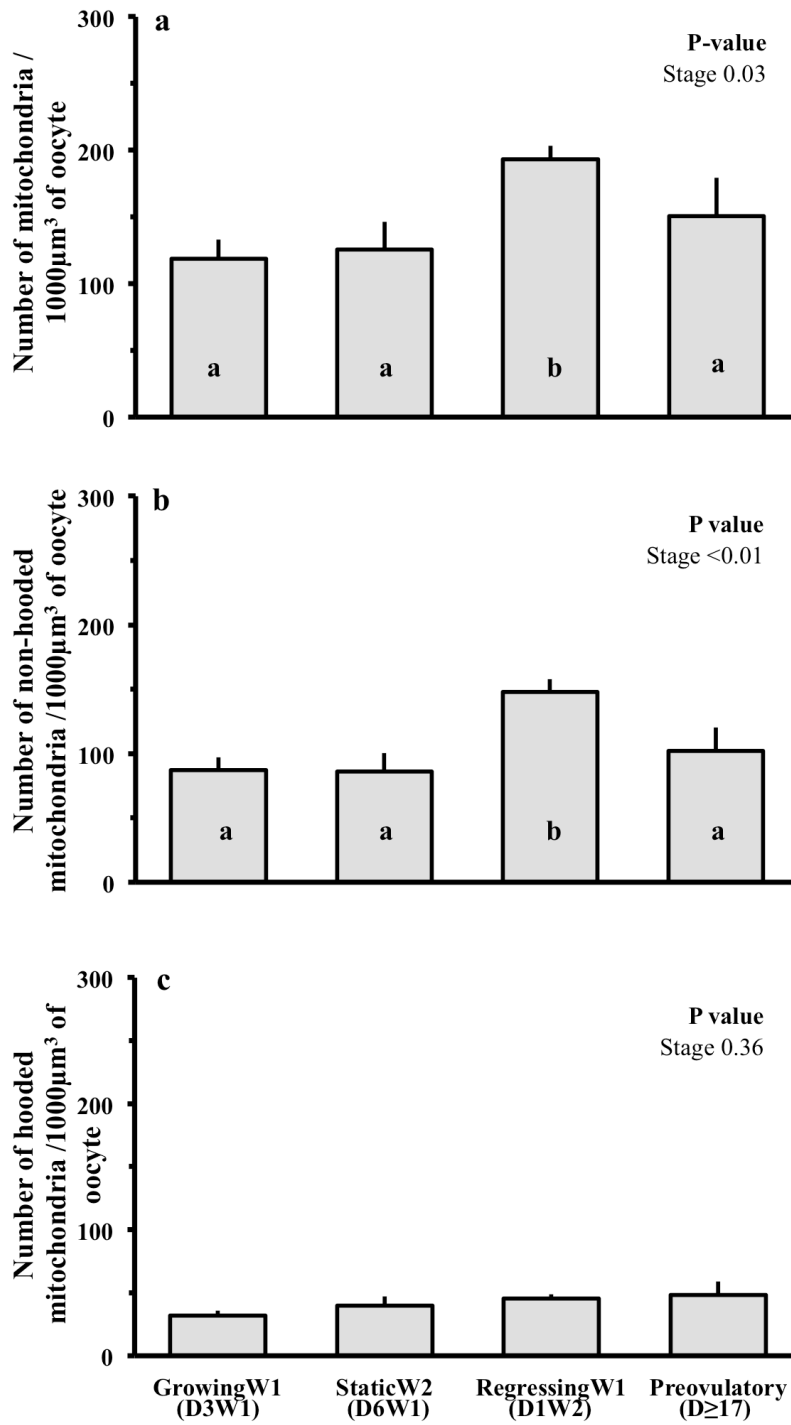 a
P-value
Stage 0.03
Number of mitochondria /
1000µm³ of oocyte
300
200
100
0
a
a
b
a
b
P value
Stage <0.01
Number of non-hooded
mitochondria /1000µm³ of oocyte
300
200
100
0
a
a
b
a
c
P value
Stage 0.36
Number of hooded
mitochondria /1000µm³ of
oocyte
300
200
100
0
GrowingW1 StaticW2 RegressingW1 Preovulatory
(D3W1) (D6W1) (D1W2) (D≥17)